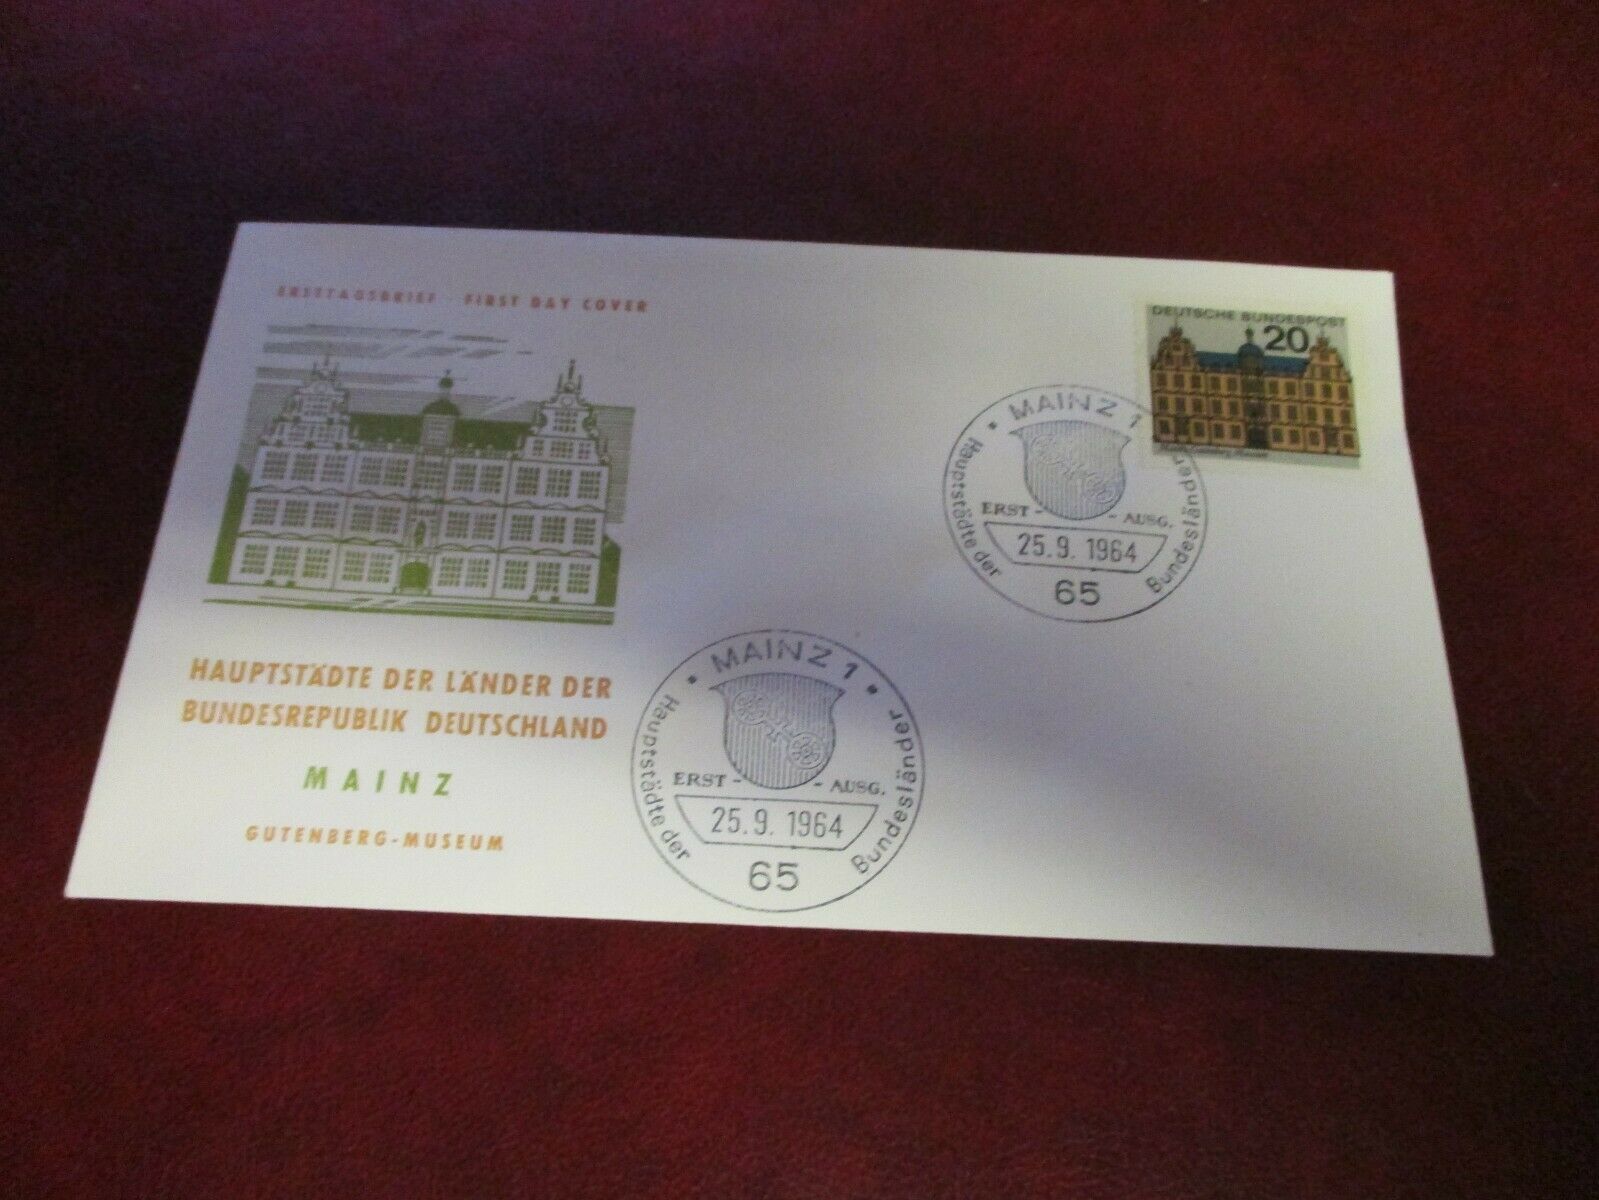 ERSTTAGSBRIEF - FIRST DAY COVER
DEUTSCHE BUNDESPOST
20
MAINZ 1
Hauptstädte der Bundesländer
ERST - AUSG.
25.9.1964
65
HAUPTSTÄDTE DER LÄNDER DER
BUNDESREPUBLIK DEUTSCHLAND
MAINZ
GUTENBERG-MUSEUM
MAINZ 1
Hauptstädte der Bundesländer
ERST - AUSG.
25.9.1964
65